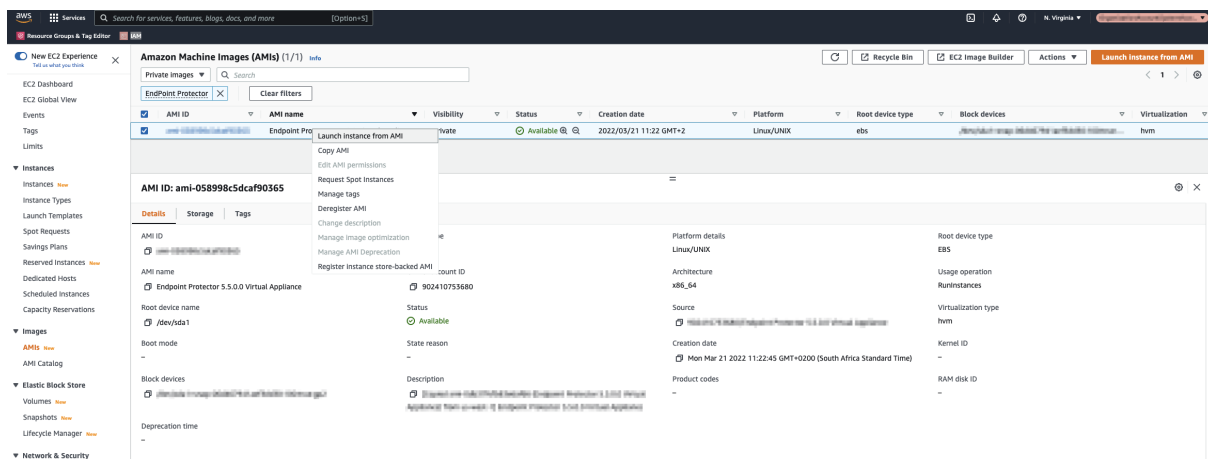 aws
Services
Search for services, features, blogs, docs, and more
[Option+S]
N. Virginia
Resource Groups & Tag Editor
IAM
New EC2 Experience
Tell us what you think
EC2 Dashboard
EC2 Global View
Events
Tags
Limits
Instances
Instances New
Instance Types
Launch Templates
Spot Requests
Savings Plans
Reserved Instances New
Dedicated Hosts
Scheduled Instances
Capacity Reservations
Images
AMIs New
AMI Catalog
Elastic Block Store
Volumes New
Snapshots New
Lifecycle Manager New
Network & Security
Amazon Machine Images (AMIs) (1/1) Info
Recycle Bin
EC2 Image Builder
Actions
Launch instance from AMI
Private images
Search
1
EndPoint Protector
Clear filters
AMI ID
AMI name
Visibility
Status
Creation date
Platform
Root device type
Block devices
Virtualization
Endpoint Pro
rivate
Available
2022/03/21 11:22 GMT+2
Linux/UNIX
ebs
hvm
Launch instance from AMI
Copy AMI
Edit AMI permissions
Request Spot Instances
Manage tags
Deregister AMI
Change description
Manage image optimization
Manage AMI Deprecation
Register instance store-backed AMI
AMI ID: ami-058998c5dcaf90365
Details
Storage
Tags
AMI ID
Platform details
Linux/UNIX
Root device type
EBS
AMI name
Endpoint Protector 5.5.0.0 Virtual Appliance
count ID
902410753680
Architecture
x86_64
Usage operation
RunInstances
Root device name
/dev/sda1
Status
Available
Source
Virtualization type
hvm
Boot mode
–
State reason
–
Creation date
Mon Mar 21 2022 11:22:45 GMT+0200 (South Africa Standard Time)
Kernel ID
–
Block devices
Description
Product codes
–
RAM disk ID
–
Deprecation time
–